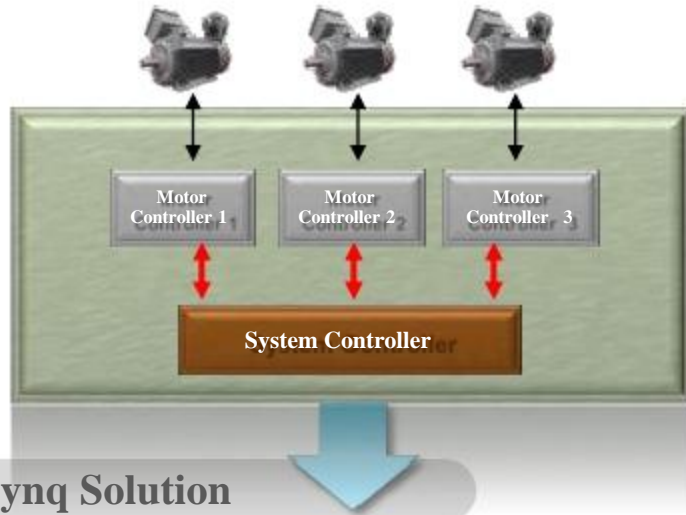 Motor
Controller 1
Motor
Controller 2
Motor
Controller 3
System Controller
ynq Solution